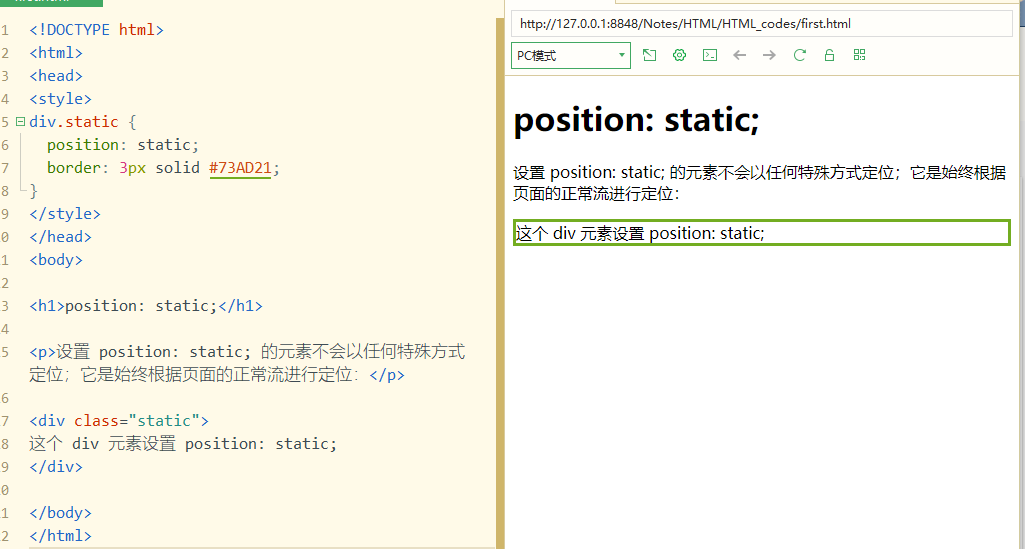 1 <!DOCTYPE html>
2 <html>
3 <head>
4 <style>
5 div.static {
6 position: static;
7 border: 3px solid #73AD21;
8 }
9 </style>
0 </head>
1 <body>
2
3 <h1>position: static;</h1>
4
5 <p>设置 position: static; 的元素不会以任何特殊方式
定位；它是始终根据页面的正常流进行定位：</p>
6
7 <div class="static">
8 这个 div 元素设置 position: static;
9 </div>
0
1 </body>
2 </html>
http://127.0.0.1:8848/Notes/HTML/HTML_codes/first.html
PC模式
position: static;
设置 position: static; 的元素不会以任何特殊方式定位；它是始终根据
页面的正常流进行定位：
这个 div 元素设置 position: static;